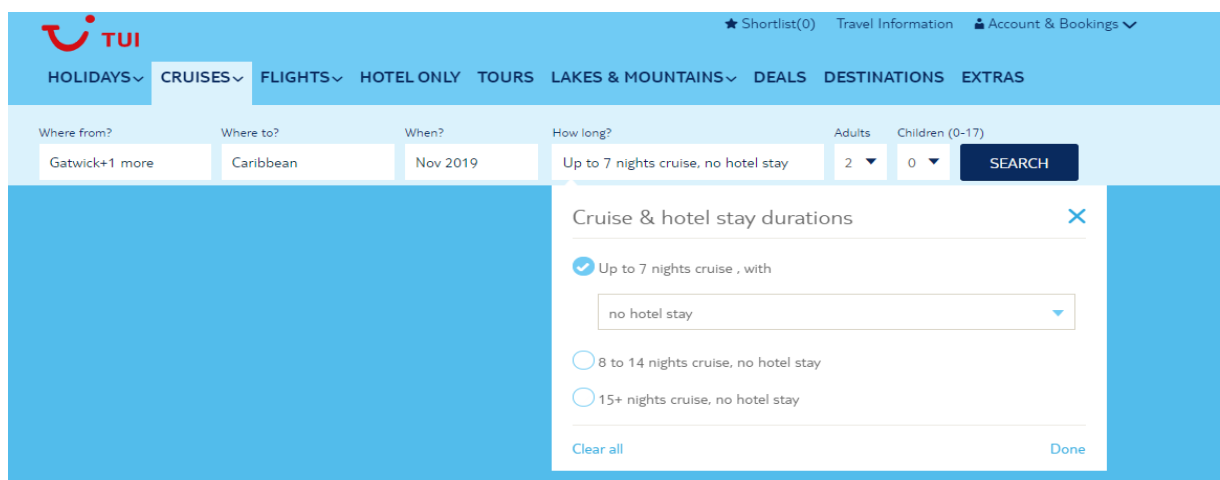 Shortlist(0) Travel Information Account & Bookings
TUI
HOLIDAYS CRUISES FLIGHTS HOTEL ONLY TOURS LAKES & MOUNTAINS DEALS DESTINATIONS EXTRAS
Where from? Where to? When? How long? Adults Children (0-17)
Gatwick+1 more Caribbean Nov 2019 Up to 7 nights cruise, no hotel stay 2 0 SEARCH
Cruise & hotel stay durations
Up to 7 nights cruise , with
no hotel stay
8 to 14 nights cruise, no hotel stay
15+ nights cruise, no hotel stay
Clear all Done